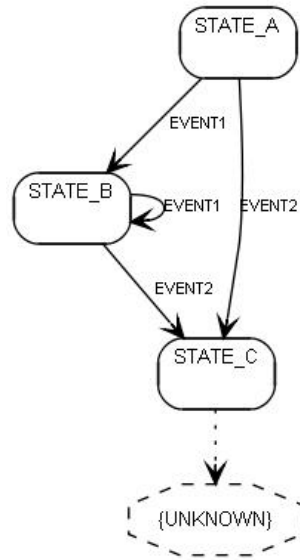 STATE_A
EVENT1
STATE_B
EVENT1
EVENT2
EVENT2
STATE_C
{UNKNOWN}